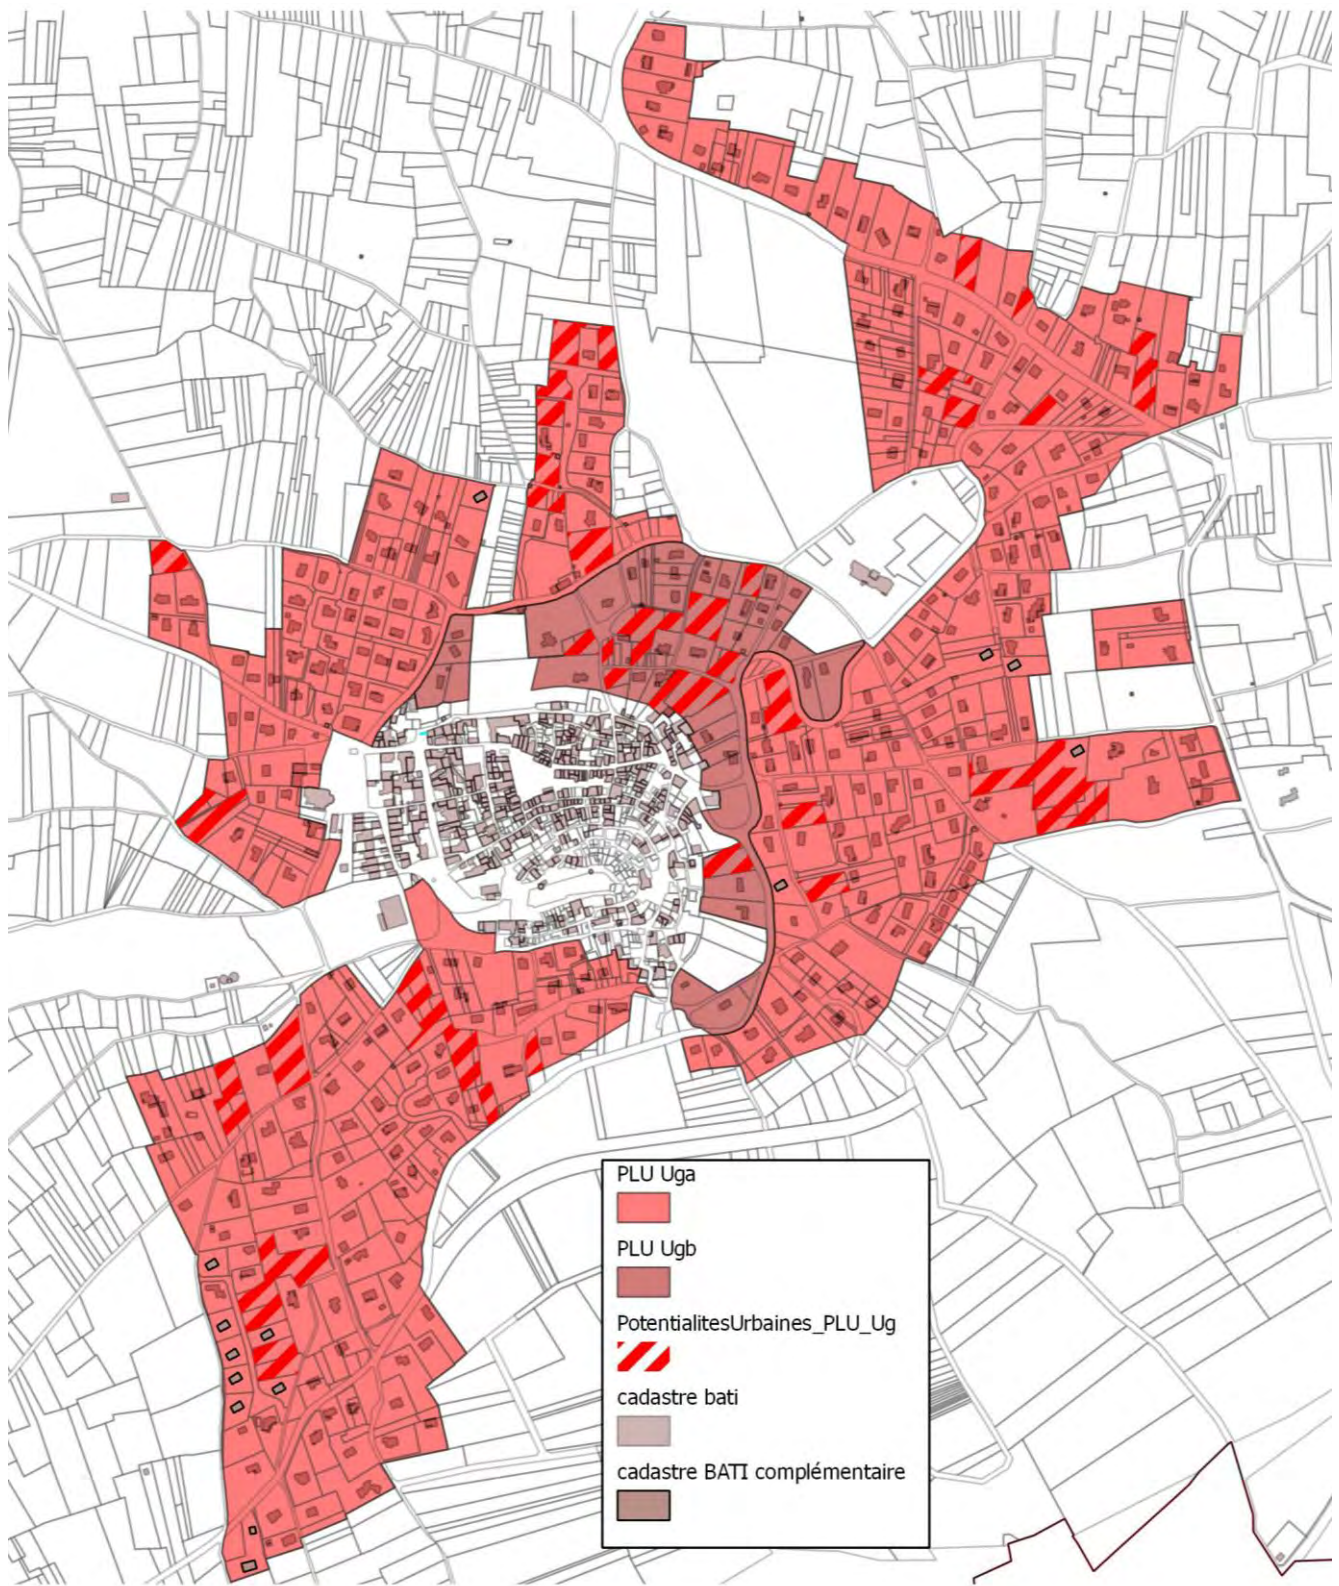 PLU Uga
PLU Ugb
PotentialitesUrbaines_PLU_Ug
cadastre bati
cadastre BATI complémentaire